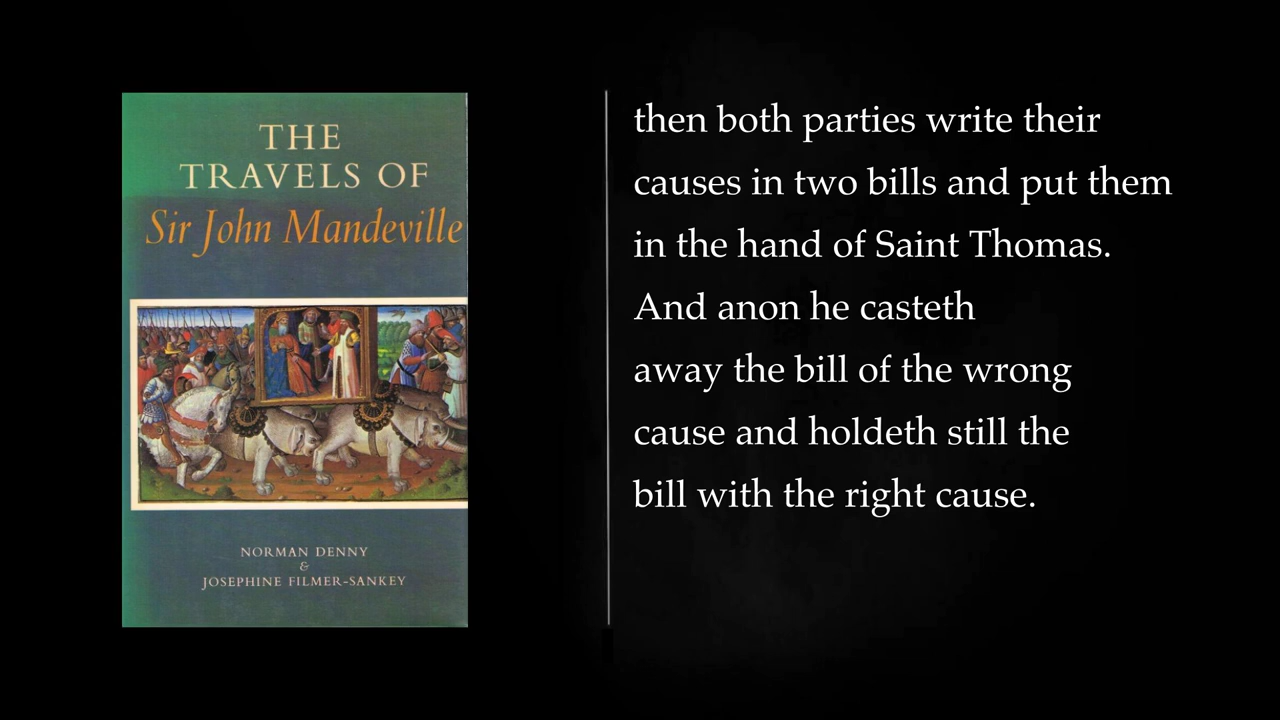 THE
TRAVELS OF
Sir John Mandeville
NORMAN DENNY
&
JOSEPHINE FILMER-SANKEY
then both parties write their
causes in two bills and put them
in the hand of Saint Thomas.
And anon he casteth
away the bill of the wrong
cause and holdeth still the
bill with the right cause.